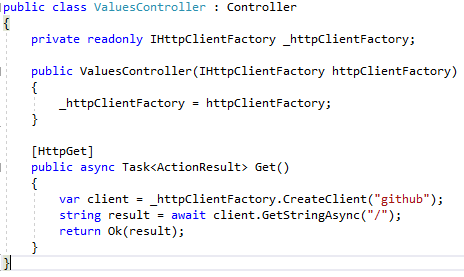 public class ValuesController : Controller
{
    private readonly IHttpClientFactory _httpClientFactory;
    public ValuesController(IHttpClientFactory httpClientFactory)
    {
        _httpClientFactory = httpClientFactory;
    }
    [HttpGet]
    public async Task<ActionResult> Get()
    {
        var client = _httpClientFactory.CreateClient("github");
        string result = await client.GetStringAsync("/");
        return Ok(result);
    }
}